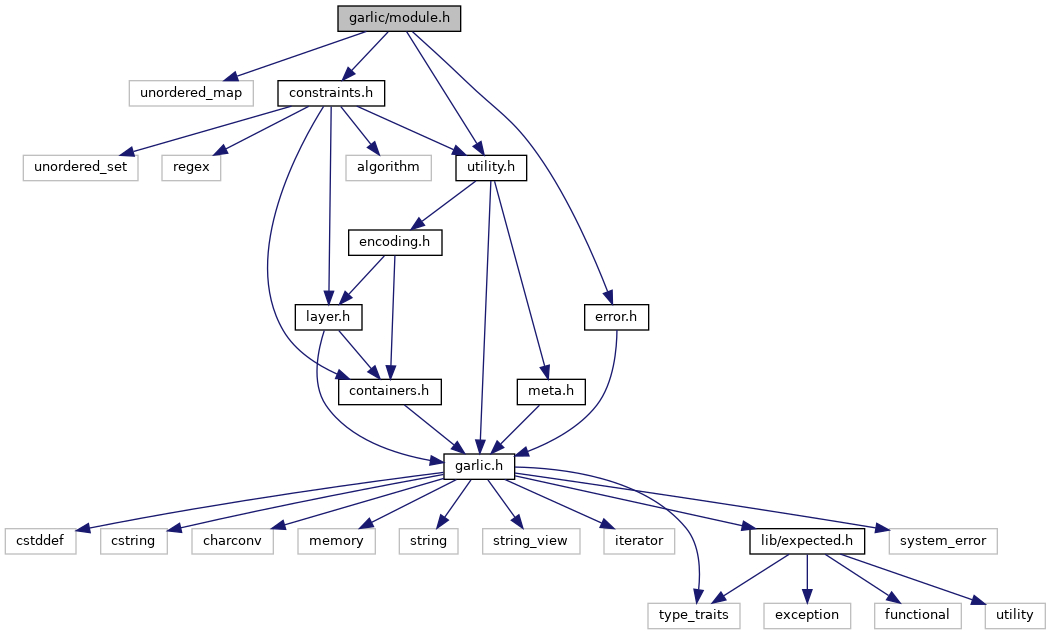 garlic/module.h
unordered_map
constraints.h
unordered_set
regex
algorithm
utility.h
encoding.h
layer.h
error.h
containers.h
meta.h
garlic.h
cstddef
cstring
charconv
memory
string
string_view
iterator
lib/expected.h
system_error
type_traits
exception
functional
utility